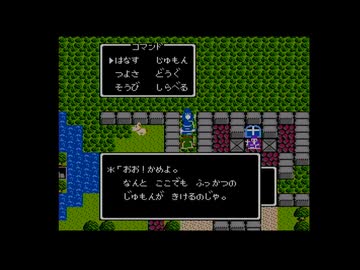 コマンド
▶はなす じゅもん
つよさ どうぐ
そうび しらべる
*「おお!かめよ。
なんと ここでも ふっかつの
じゅもんが きけるのじゃ。